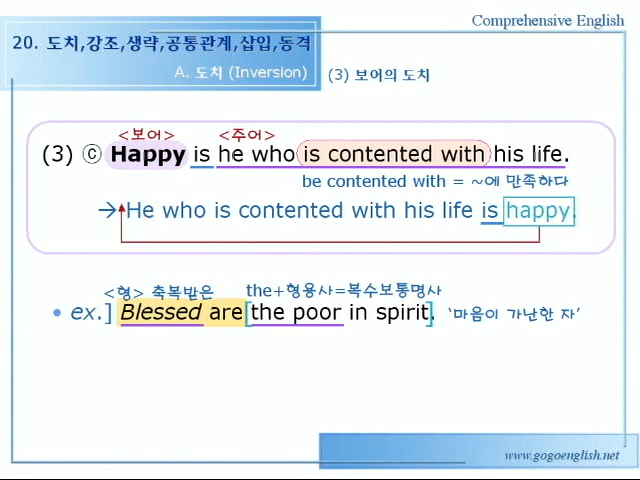 Comprehensive English
20. 도치,강조,생략,공통관계,삽입,동격
A. 도치 (Inversion)
(3) 보어의 도치
<보어> <주어>
(3) ⓒ Happy is he who is contented with his life.
be contented with = ~에 만족하다
→ He who is contented with his life is happy.
<형> 축복받은 the+형용사=복수보통명사
• ex.] Blessed are [the poor in spirit]. ‘마음이 가난한 자’
www.gogoenglish.net